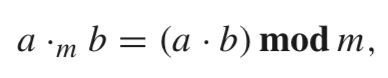 a ·ₘ b = (a · b) mod m,